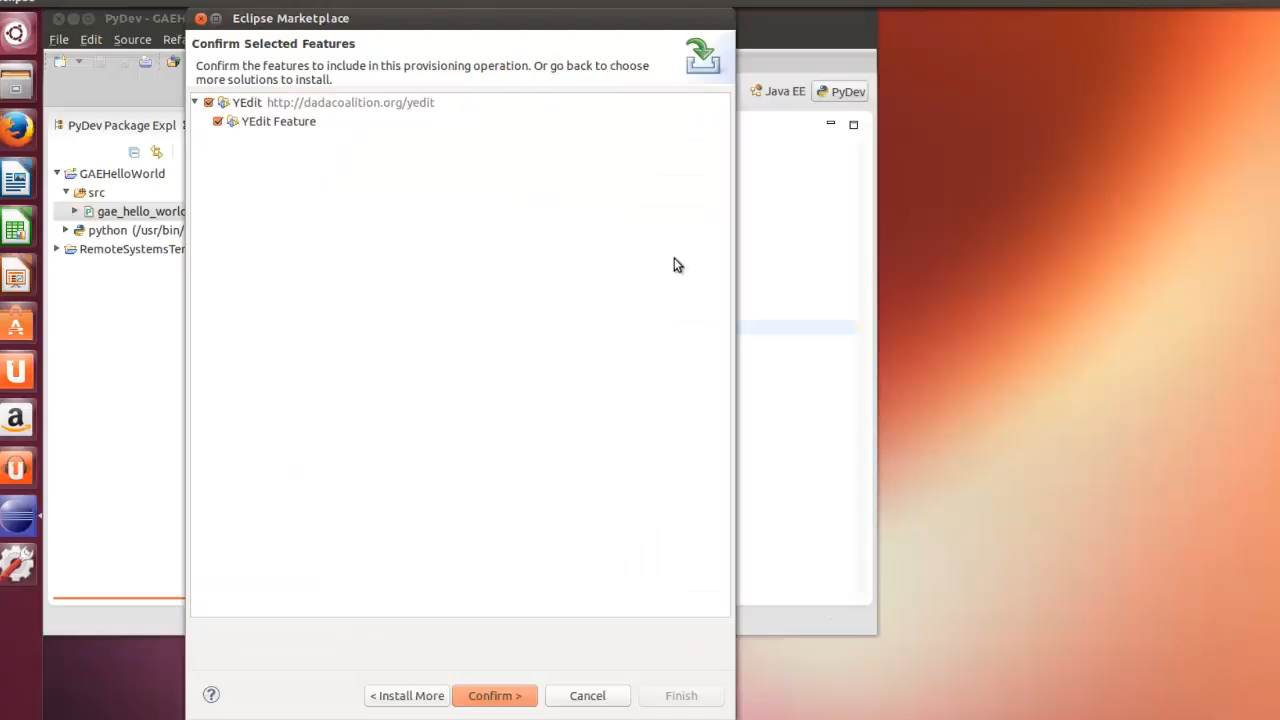 Eclipse Marketplace
PyDev - GAEH
File Edit Source Refa
Confirm Selected Features
Confirm the features to include in this provisioning operation. Or go back to choose
more solutions to install.
YEdit http://dadacoalition.org/yedit
YEdit Feature
Java EE PyDev
PyDev Package Expl
GAEHelloWorld
src
gae_hello_world
python (/usr/bin/
RemoteSystemsTe
< Install More
Confirm >
Cancel
Finish